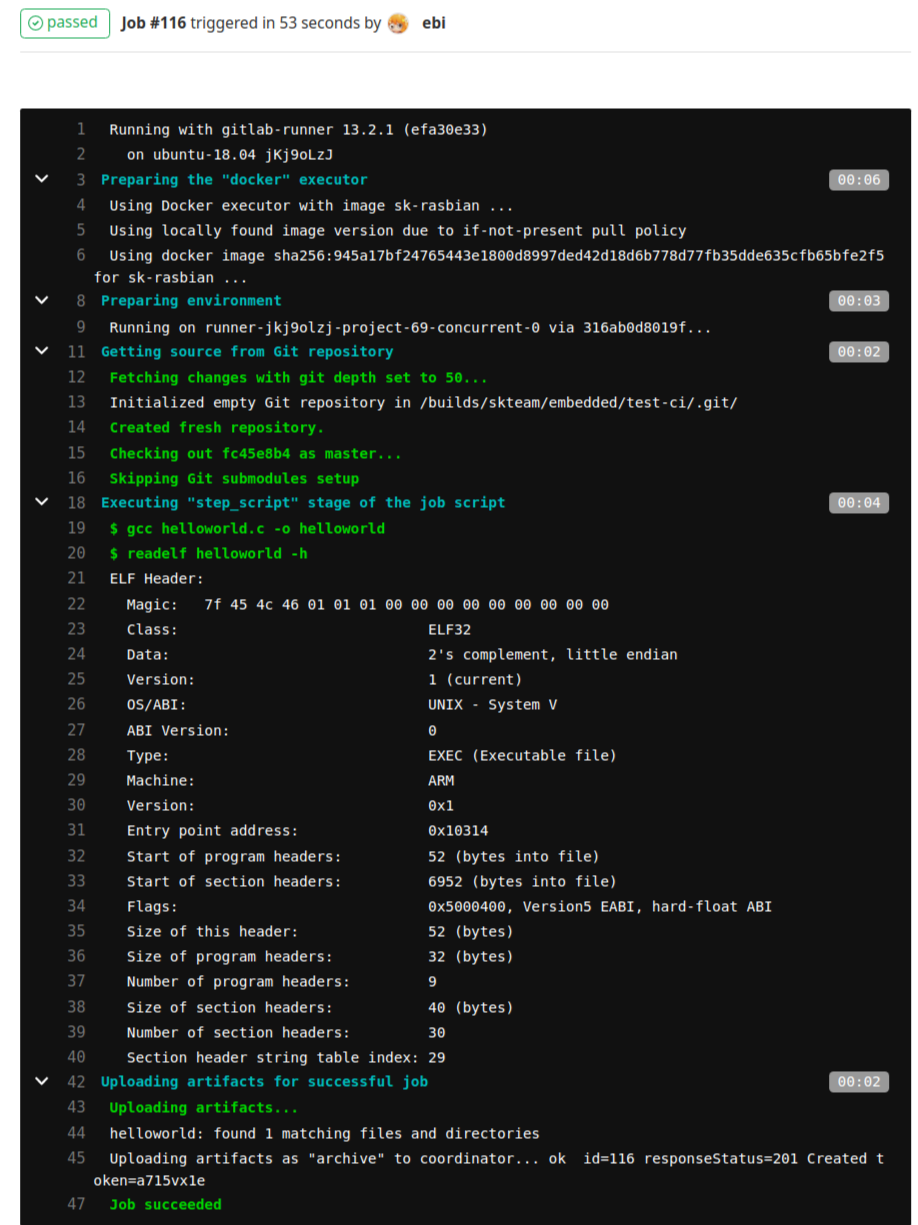 passed Job #116 triggered in 53 seconds by ebi
1 Running with gitlab-runner 13.2.1 (efa30e33)
2 on ubuntu-18.04 jKj9oLzJ
3 Preparing the "docker" executor 00:06
4 Using Docker executor with image sk-rasbian ...
5 Using locally found image version due to if-not-present pull policy
6 Using docker image sha256:945a17bf24765443e1800d8997ded42d18d6b778d77fb35dde635cfb65bfe2f5
for sk-rasbian ...
8 Preparing environment 00:03
9 Running on runner-jkj9olzj-project-69-concurrent-0 via 316ab0d8019f...
11 Getting source from Git repository 00:02
12 Fetching changes with git depth set to 50...
13 Initialized empty Git repository in /builds/skteam/embedded/test-ci/.git/
14 Created fresh repository.
15 Checking out fc45e8b4 as master...
16 Skipping Git submodules setup
18 Executing "step_script" stage of the job script 00:04
19 $ gcc helloworld.c -o helloworld
20 $ readelf helloworld -h
21 ELF Header:
22 Magic: 7f 45 4c 46 01 01 01 00 00 00 00 00 00 00 00 00
23 Class: ELF32
24 Data: 2's complement, little endian
25 Version: 1 (current)
26 OS/ABI: UNIX - System V
27 ABI Version: 0
28 Type: EXEC (Executable file)
29 Machine: ARM
30 Version: 0x1
31 Entry point address: 0x10314
32 Start of program headers: 52 (bytes into file)
33 Start of section headers: 6952 (bytes into file)
34 Flags: 0x5000400, Version5 EABI, hard-float ABI
35 Size of this header: 52 (bytes)
36 Size of program headers: 32 (bytes)
37 Number of program headers: 9
38 Size of section headers: 40 (bytes)
39 Number of section headers: 30
40 Section header string table index: 29
42 Uploading artifacts for successful job 00:02
43 Uploading artifacts...
44 helloworld: found 1 matching files and directories
45 Uploading artifacts as "archive" to coordinator... ok id=116 responseStatus=201 Created t
oken=a715vx1e
47 Job succeeded